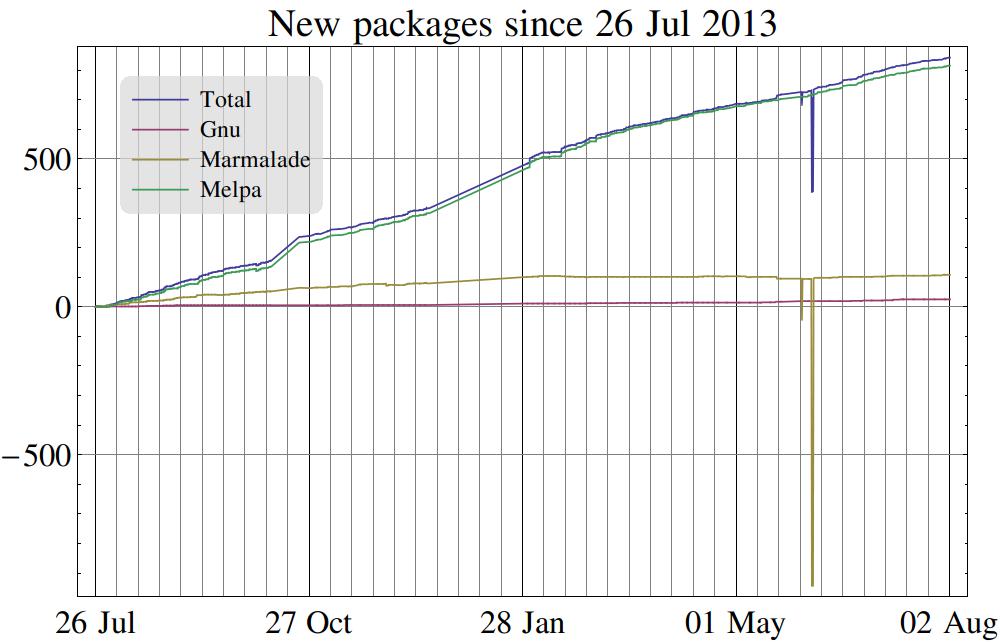 New packages since 26 Jul 2013
Total
Gnu
Marmalade
Melpa
500
0
−500
26 Jul 27 Oct 28 Jan 01 May 02 Aug